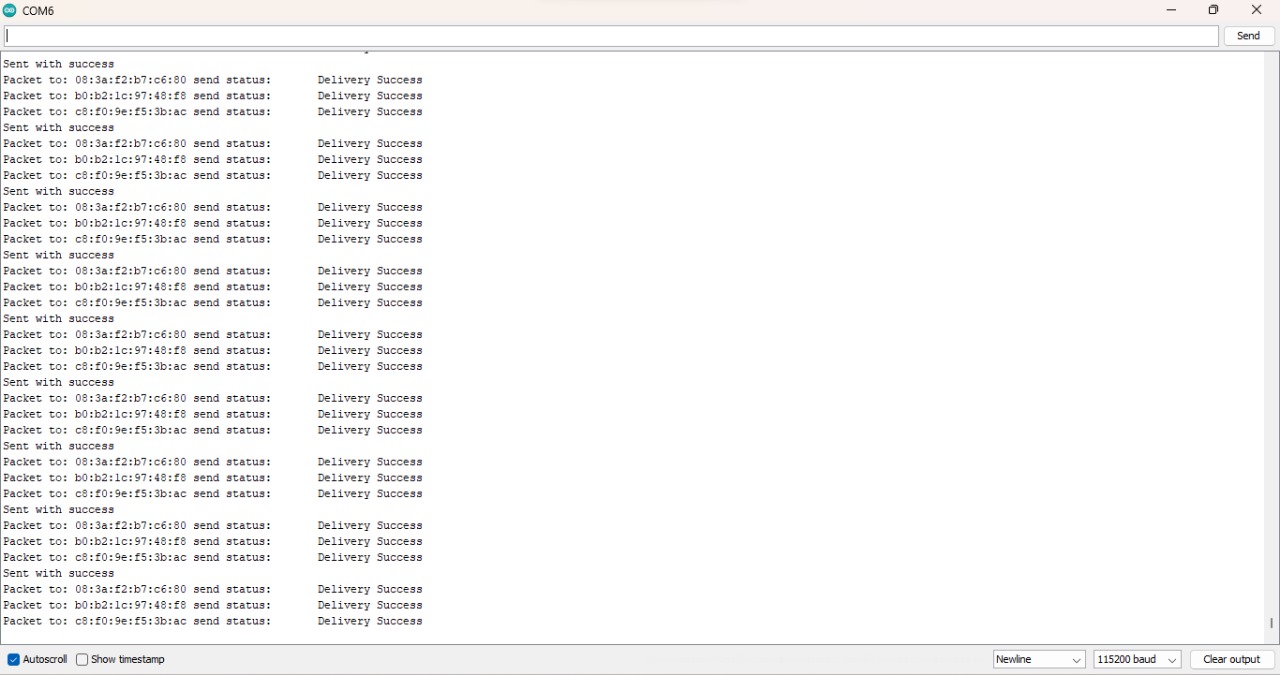 COM6
Send
Sent with success
Packet to: 08:3a:f2:b7:c6:80 send status: Delivery Success
Packet to: b0:b2:1c:97:48:f8 send status: Delivery Success
Packet to: c8:f0:9e:f5:3b:ac send status: Delivery Success
Sent with success
Packet to: 08:3a:f2:b7:c6:80 send status: Delivery Success
Packet to: b0:b2:1c:97:48:f8 send status: Delivery Success
Packet to: c8:f0:9e:f5:3b:ac send status: Delivery Success
Sent with success
Packet to: 08:3a:f2:b7:c6:80 send status: Delivery Success
Packet to: b0:b2:1c:97:48:f8 send status: Delivery Success
Packet to: c8:f0:9e:f5:3b:ac send status: Delivery Success
Sent with success
Packet to: 08:3a:f2:b7:c6:80 send status: Delivery Success
Packet to: b0:b2:1c:97:48:f8 send status: Delivery Success
Packet to: c8:f0:9e:f5:3b:ac send status: Delivery Success
Sent with success
Packet to: 08:3a:f2:b7:c6:80 send status: Delivery Success
Packet to: b0:b2:1c:97:48:f8 send status: Delivery Success
Packet to: c8:f0:9e:f5:3b:ac send status: Delivery Success
Sent with success
Packet to: 08:3a:f2:b7:c6:80 send status: Delivery Success
Packet to: b0:b2:1c:97:48:f8 send status: Delivery Success
Packet to: c8:f0:9e:f5:3b:ac send status: Delivery Success
Sent with success
Packet to: 08:3a:f2:b7:c6:80 send status: Delivery Success
Packet to: b0:b2:1c:97:48:f8 send status: Delivery Success
Packet to: c8:f0:9e:f5:3b:ac send status: Delivery Success
Sent with success
Packet to: 08:3a:f2:b7:c6:80 send status: Delivery Success
Packet to: b0:b2:1c:97:48:f8 send status: Delivery Success
Packet to: c8:f0:9e:f5:3b:ac send status: Delivery Success
Sent with success
Packet to: 08:3a:f2:b7:c6:80 send status: Delivery Success
Packet to: b0:b2:1c:97:48:f8 send status: Delivery Success
Packet to: c8:f0:9e:f5:3b:ac send status: Delivery Success
Autoscroll Show timestamp Newline 115200 baud Clear output